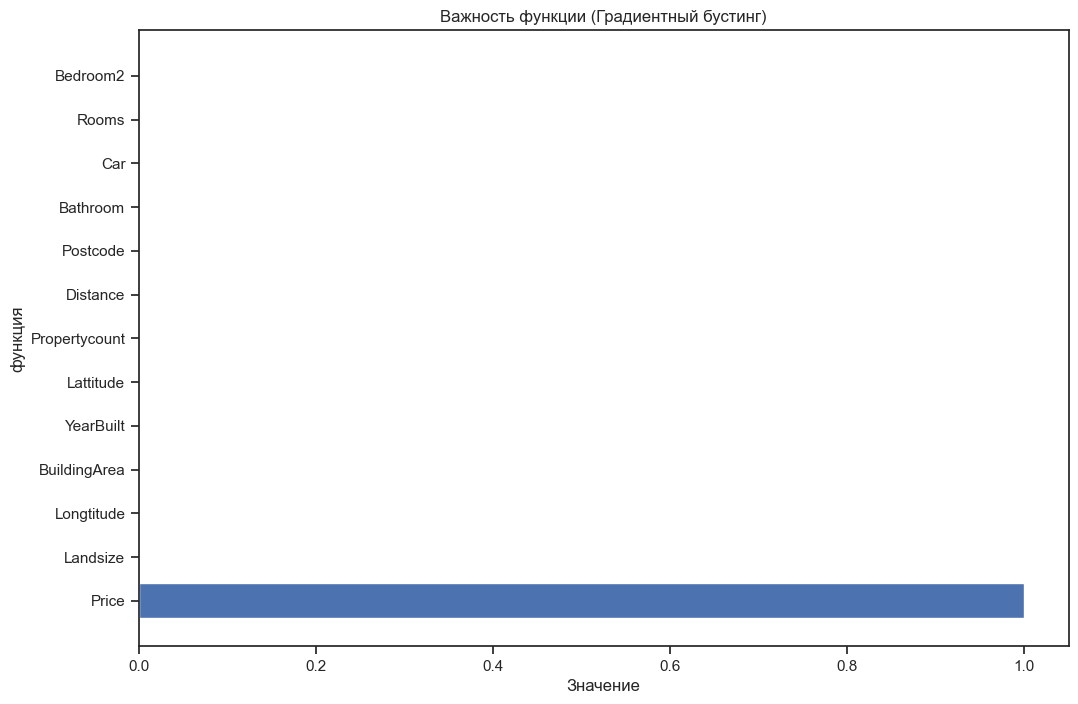 Важность функции (Градиентный бустинг)
Bedroom2
Rooms
Car
Bathroom
Postcode
Distance
Propertycount
Lattitude
YearBuilt
BuildingArea
Longtitude
Landsize
Price
функция
0.0 0.2 0.4 0.6 0.8 1.0
Значение